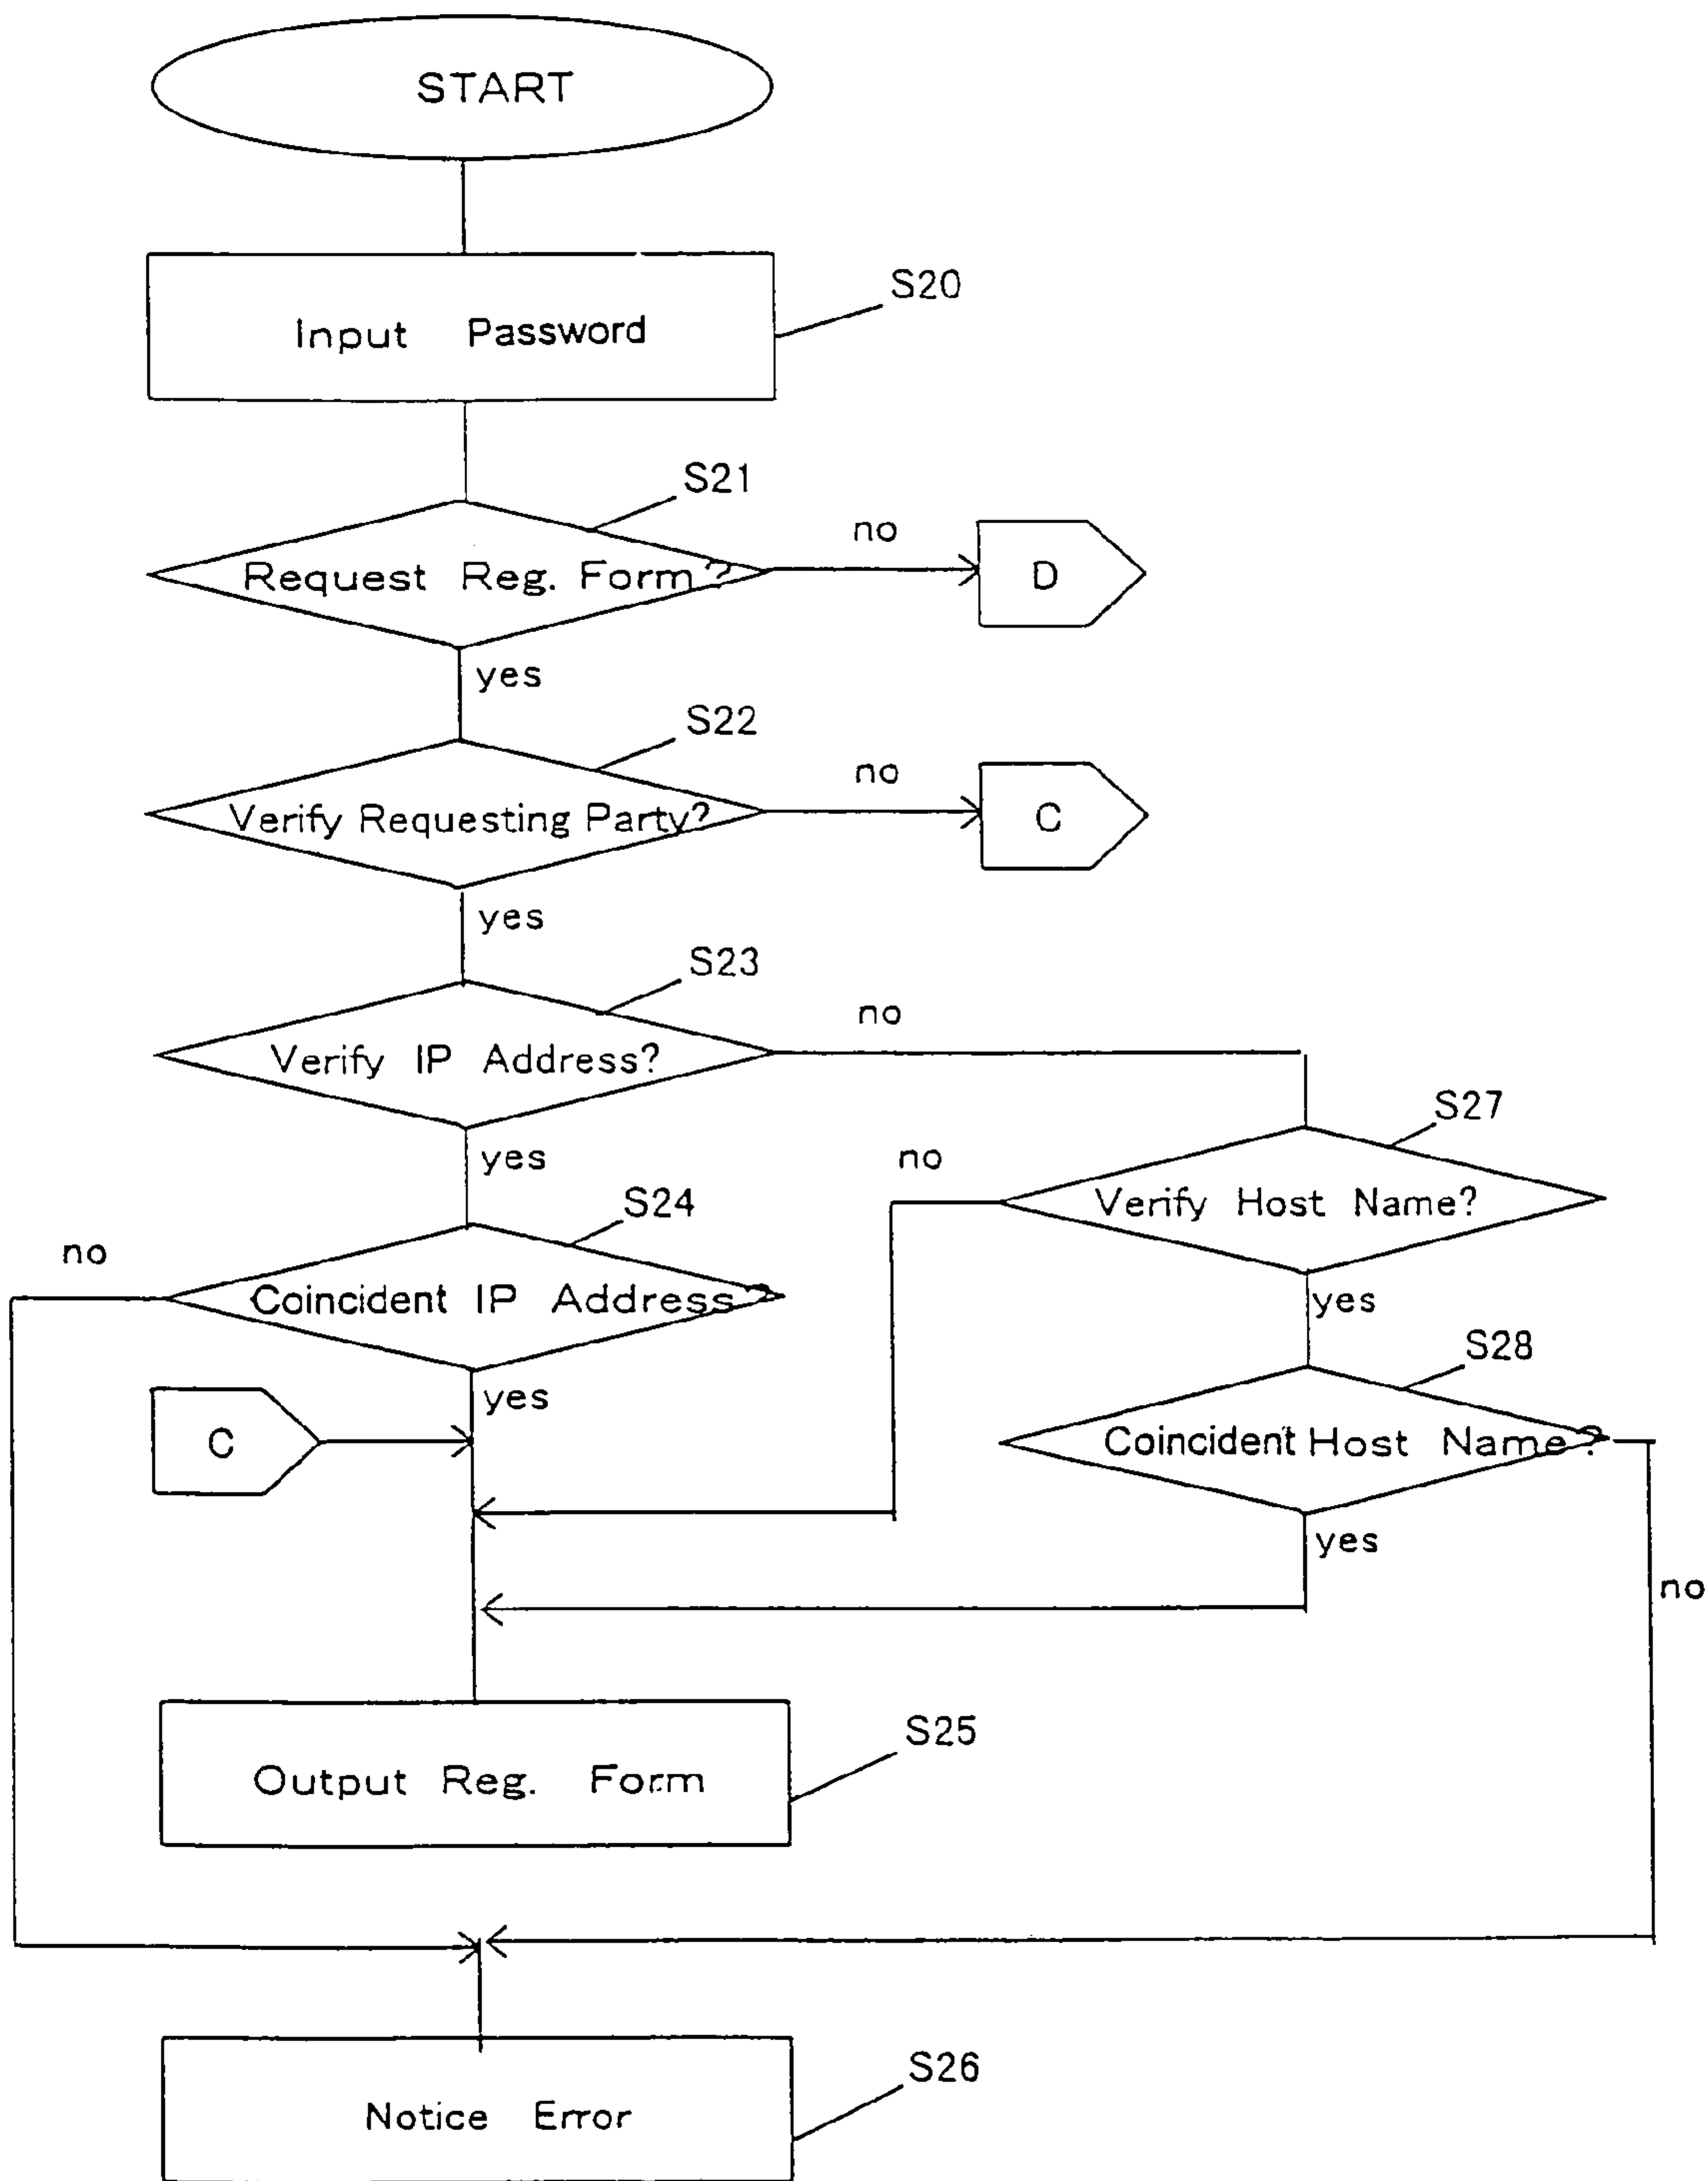 START
S20
Input Password
S21
no
Request Reg. Form?
D
yes
S22
no
Verify Requesting Party?
C
yes
S23
no
Verify IP Address?
S27
yes
no
Verify Host Name?
S24
no
Coincident IP Address?
yes
S28
yes
C
Coincident Host Name?
yes
no
S25
Output Reg. Form
S26
Notice Error